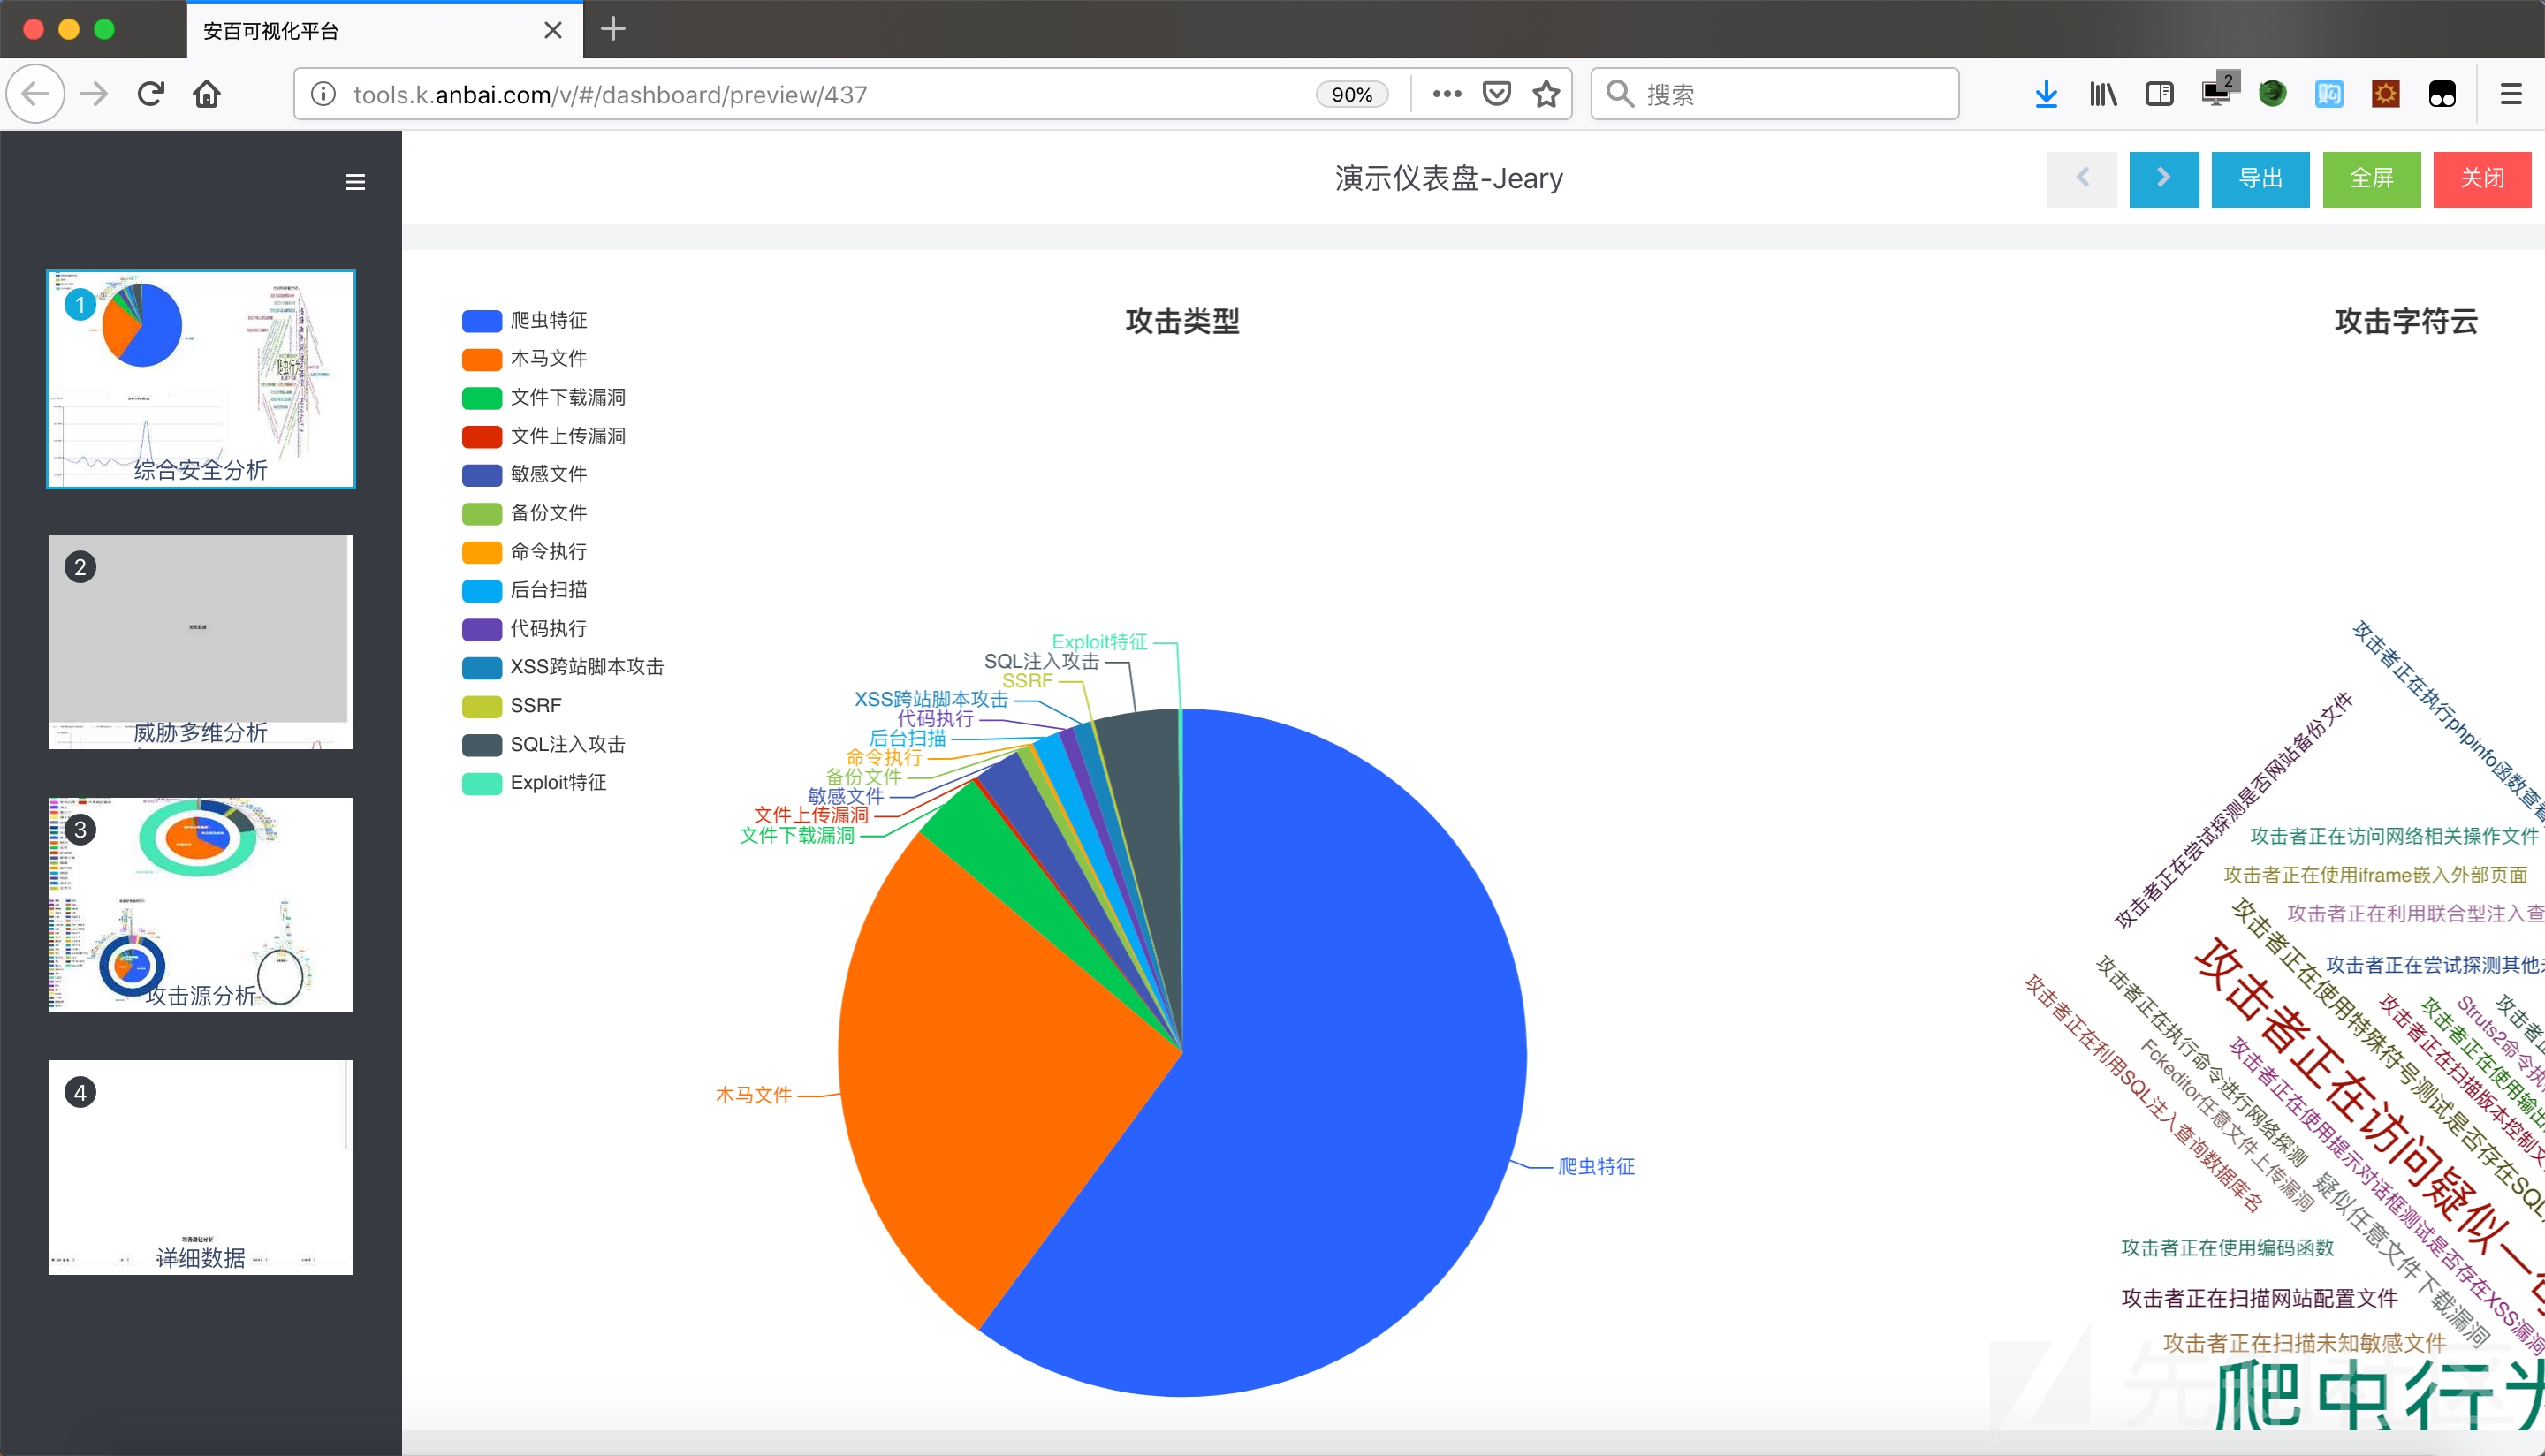 安百可视化平台
tools.k.anbai.com/v/#/dashboard/preview/437
90%
搜索
2
演示仪表盘-Jeary
导出
全屏
关闭
1
综合安全分析
2
威胁多维分析
3
攻击源分析
4
详细数据
攻击类型
爬虫特征
木马文件
文件下载漏洞
文件上传漏洞
敏感文件
备份文件
命令执行
后台扫描
代码执行
XSS跨站脚本攻击
SSRF
SQL注入攻击
Exploit特征
Exploit特征
SQL注入攻击
SSRF
XSS跨站脚本攻击
代码执行
后台扫描
命令执行
备份文件
敏感文件
文件上传漏洞
文件下载漏洞
木马文件
爬虫特征
攻击字符云
攻击者正在执行phpinfo函数查看
攻击者正在尝试探测是否网站备份文件
攻击者正在访问网络相关操作文件
攻击者正在使用iframe嵌入外部页面
攻击者正在利用联合型注入查
攻击者正在使用特殊符号测试是否存在SQL
攻击者正在尝试探测其他
攻击者正在访问疑似一
攻击者正在执行命令进行网络探测
攻击者正在利用SQL注入查询数据库名
Fckeditor任意文件上传漏洞
攻击者正在使用提示对话框测试是否存在XSS漏洞
攻击者正在扫描版本控制文
攻击者正在使用输出
Struts2命令执
疑似任意文件下载漏洞
攻击者正在使用编码函数
攻击者正在扫描网站配置文件
攻击者正在扫描未知敏感文件
爬虫行为
先知社区